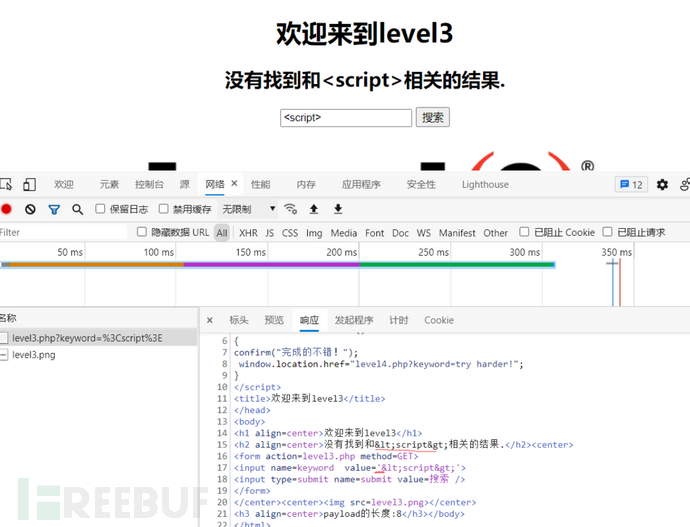 欢迎来到level3
没有找到和<script>相关的结果.
<script> 搜索
®
欢迎 元素 控制台 源 网络 × 性能 内存 应用程序 安全性 Lighthouse 12
保留日志 禁用缓存 无限制
Filter 隐藏数据 URL All XHR JS CSS Img Media Font Doc WS Manifest Other 已阻止 Cookie 已阻止请求
50 ms 100 ms 150 ms 200 ms 250 ms 300 ms 350 ms
名称 × 标头 预览 响应 发起程序 计时 Cookie
level3.php?keyword=%3Cscript%3E
level3.png
6 {
7 confirm("完成的不错！");
8 window.location.href="level4.php?keyword=try harder!";
9 }
10 </script>
11 <title>欢迎来到level3</title>
12 </head>
13 <body>
14 <h1 align=center>欢迎来到level3</h1>
15 <h2 align=center>没有找到和&lt;script&gt;相关的结果.</h2><center>
16 <form action=level3.php method=GET>
17 <input name=keyword  value='&lt;script&gt;'>
18 <input type=submit name=submit value=搜索 />
19 </form>
20 </center><center><img src=level3.png></center>
21 <h3 align=center>payload的长度:8</h3></body>
22 </html>
FREEBUF